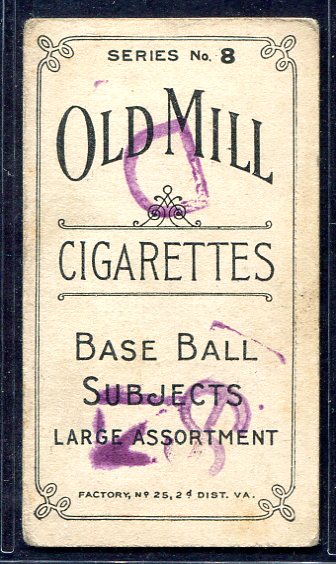 SERIES No. 8
OLD MILL
CIGARETTES
BASE BALL
SUBJECTS
LARGE ASSORTMENT
FACTORY, Nº 25, 2d DIST. VA.